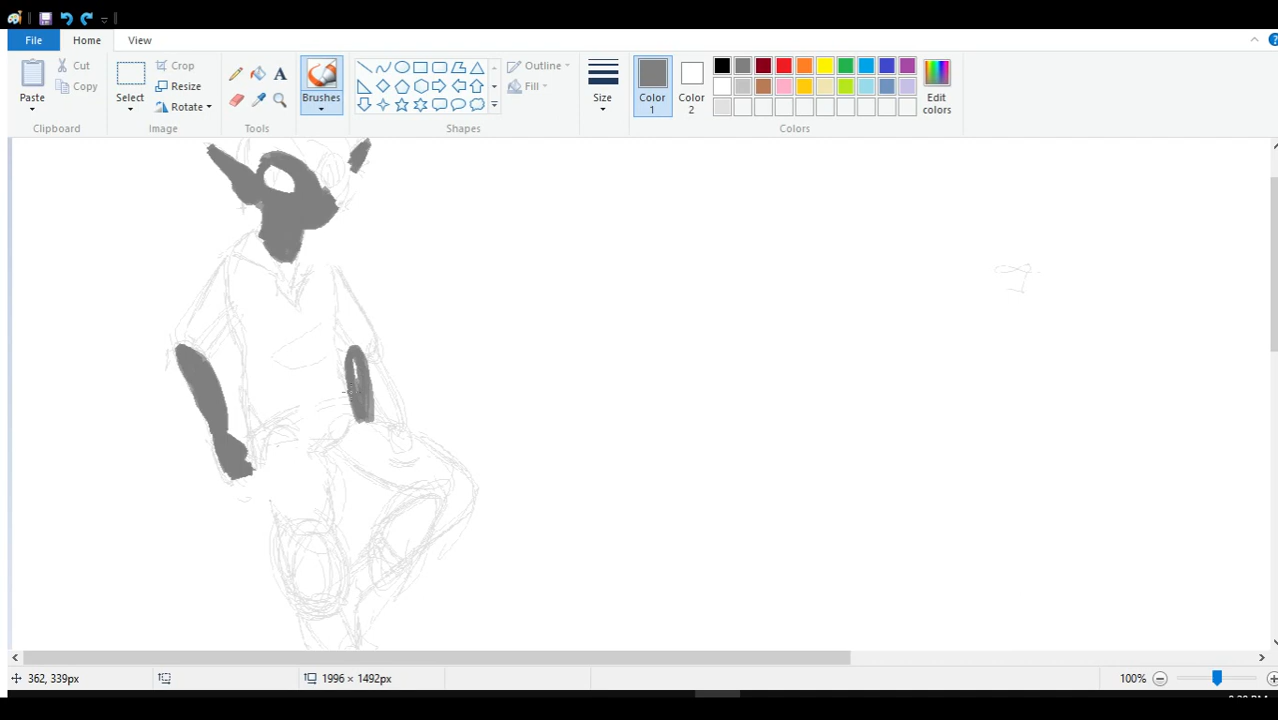 File Home View
Paste Cut Copy Clipboard
Select Crop Resize Rotate Image
Tools
Brushes
Outline Fill Shapes
Size
Color 1
Color 2
Edit colors
Colors
362, 339px 1996 × 1492px 100%